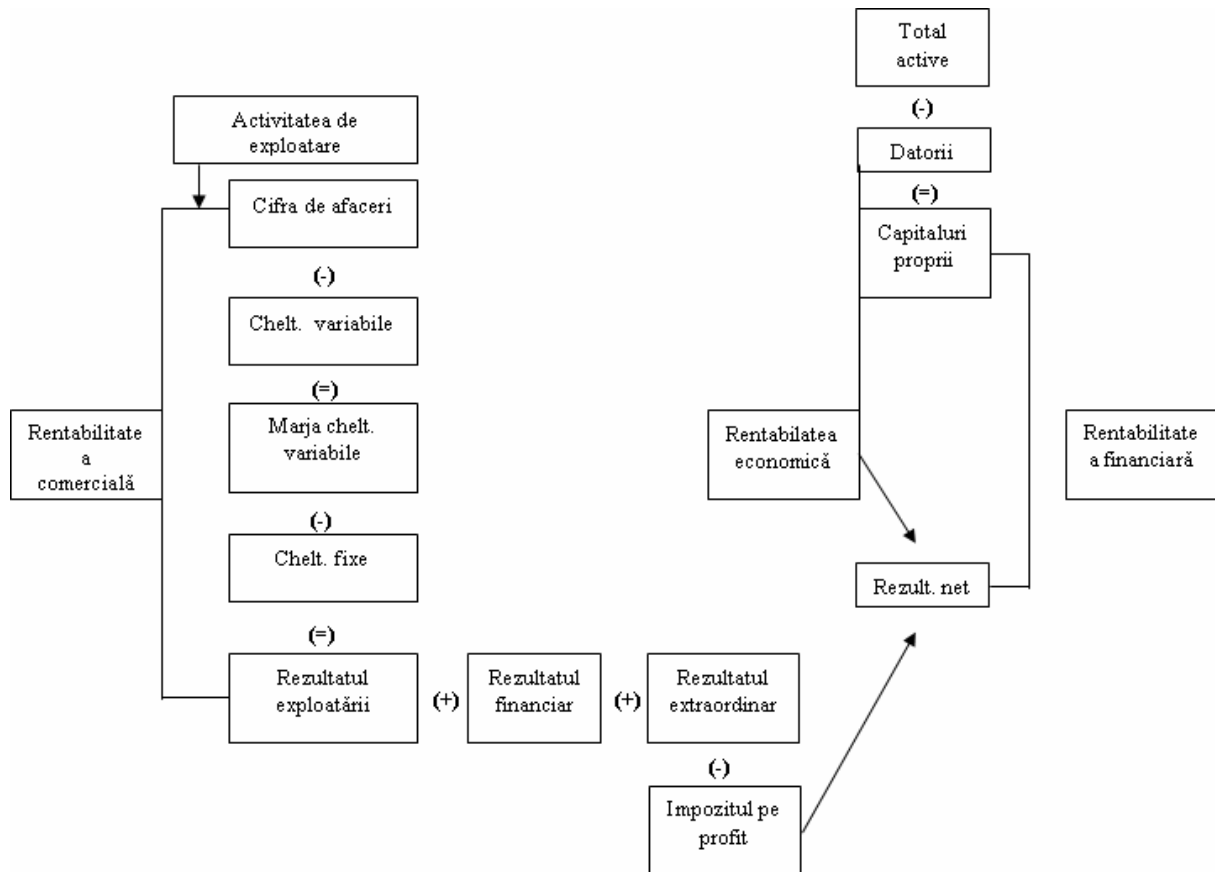 Total
active
(-)
Activitatea de
exploatare
Datorii
(=)
Cifra de afaceri
Capitaluri
proprii
(-)
Chelt. variabile
(=)
Rentabilitate
a
comercială
Marja chelt.
variabile
Rentabilatea
economică
Rentabilitate
a financiară
(-)
Chelt. fixe
Rezult. net
(=)
Rezultatul
exploatării
(+)
Rezultatul
financiar
(+)
Rezultatul
extraordinar
(-)
Impozitul pe
profit